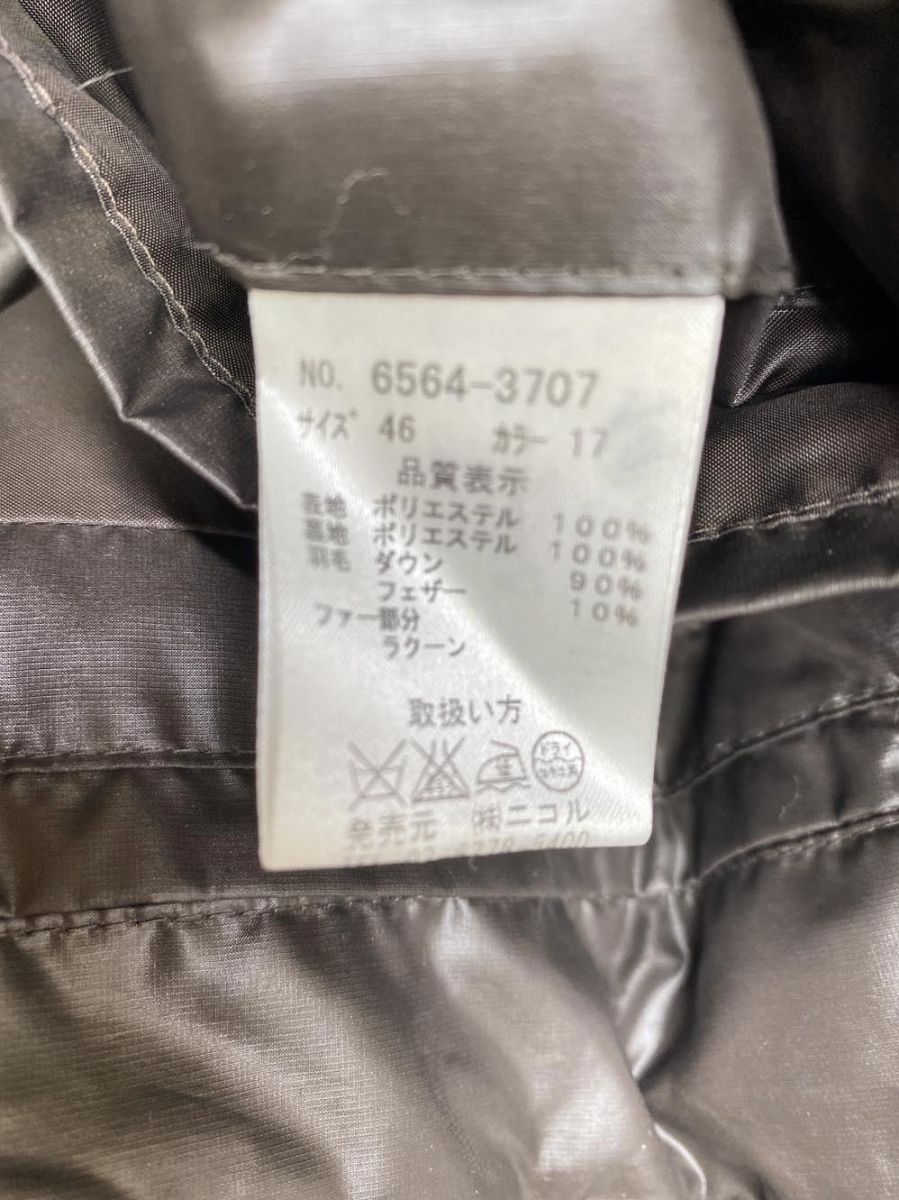 NO. 6564-3707
サイズ 46 カラー 17
品質表示
表地 ポリエステル 100%
裏地 ポリエステル 100%
羽毛 ダウン 90%
フェザー 10%
ファー部分
ラクーン
取扱い方
ドライ
発売元 ㈱ニコル